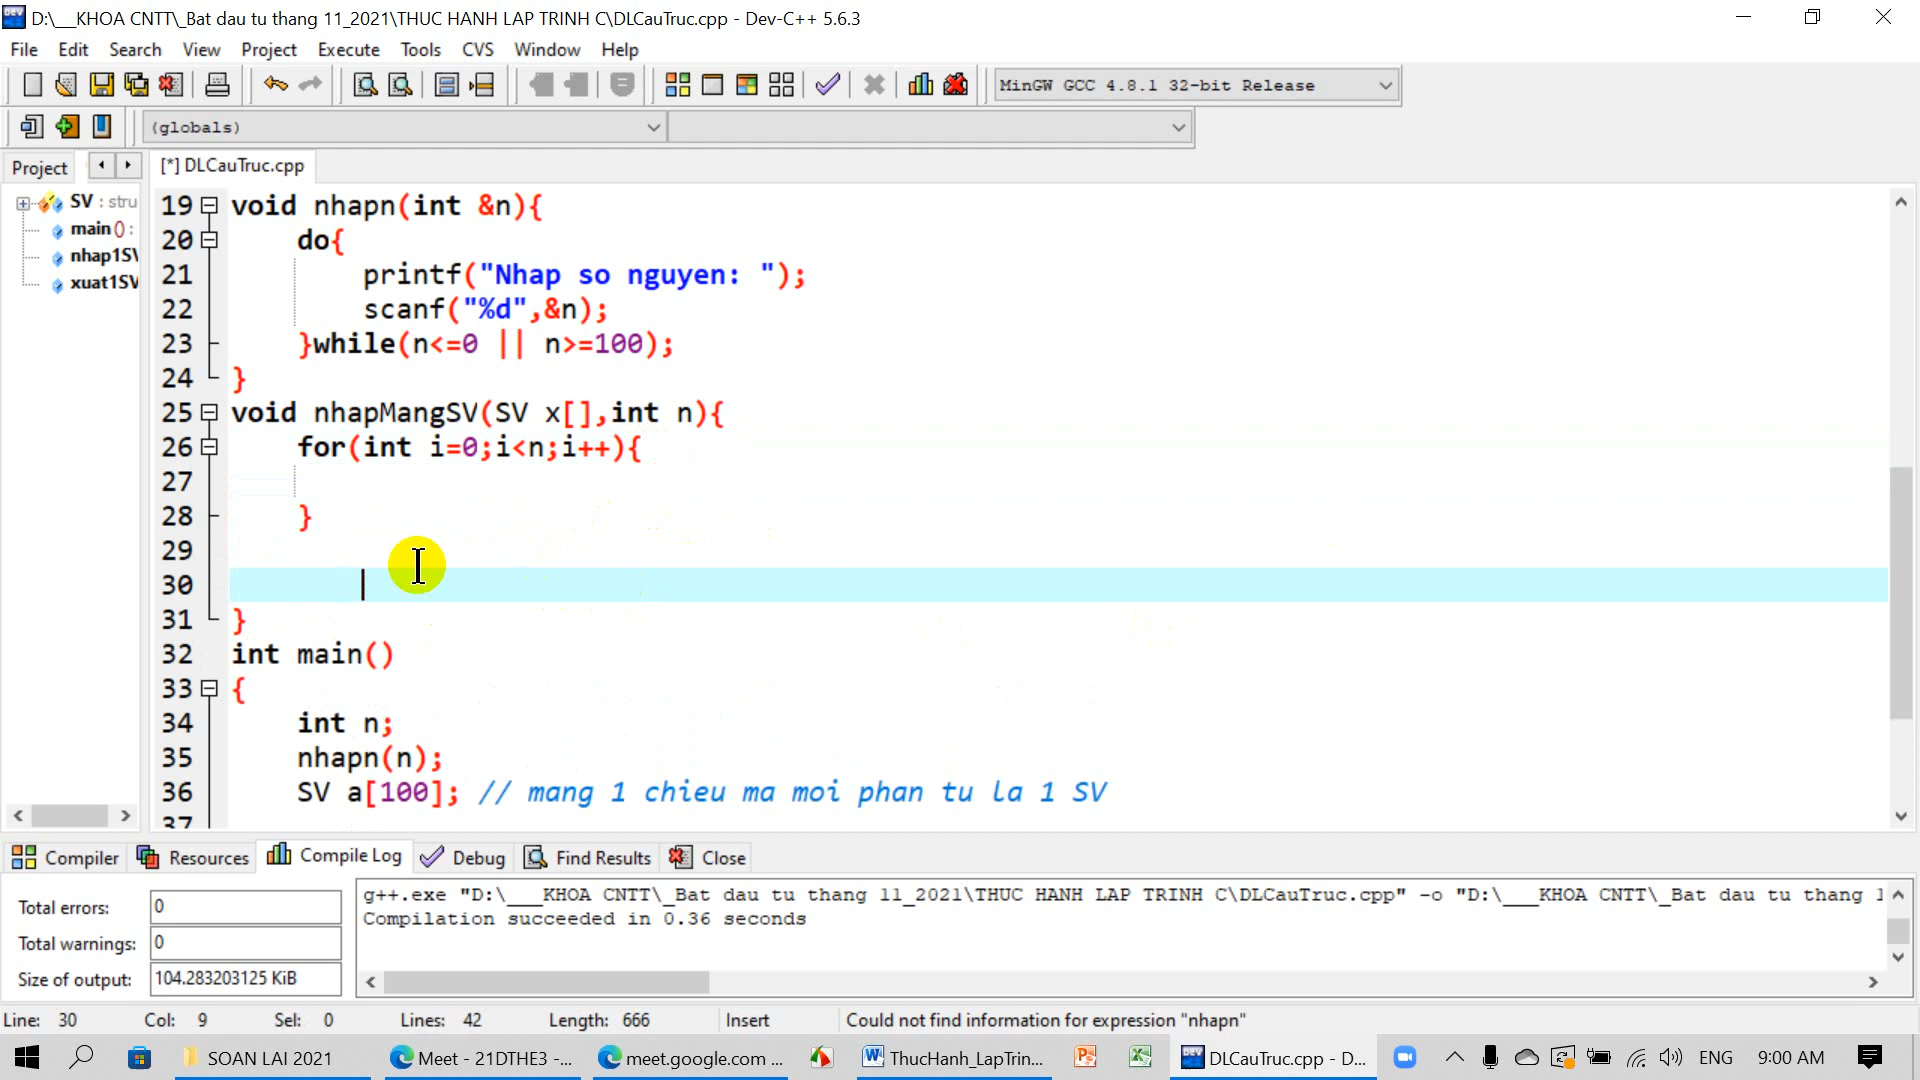 D:\___KHOA CNTT\_Bat dau tu thang 11_2021\THUC HANH LAP TRINH C\DLCauTruc.cpp - Dev-C++ 5.6.3
File Edit Search View Project Execute Tools CVS Window Help
MinGW GCC 4.8.1 32-bit Release
(globals)
Project
[*] DLCauTruc.cpp
SV : stru
main() :
nhap1SV
xuat1SV
19 void nhapn(int &n){
20 do{
21 printf("Nhap so nguyen: ");
22 scanf("%d",&n);
23 }while(n<=0 || n>=100);
24 }
25 void nhapMangSV(SV x[],int n){
26 for(int i=0;i<n;i++){
27
28 }
29
30
31 }
32 int main()
33 {
34 int n;
35 nhapn(n);
36 SV a[100]; // mang 1 chieu ma moi phan tu la 1 SV
37
Compiler Resources Compile Log Debug Find Results Close
Total errors: 0
Total warnings: 0
Size of output: 104.283203125 KiB
g++.exe "D:\___KHOA CNTT\_Bat dau tu thang 11_2021\THUC HANH LAP TRINH C\DLCauTruc.cpp" -o "D:\___KHOA CNTT\_Bat dau tu thang 1
Compilation succeeded in 0.36 seconds
Line: 30 Col: 9 Sel: 0 Lines: 42 Length: 666 Insert Could not find information for expression "nhapn"
SOAN LAI 2021 Meet - 21DTHE3 -... meet.google.com ... ThucHanh_LapTrin... DLCauTruc.cpp - D... ENG 9:00 AM